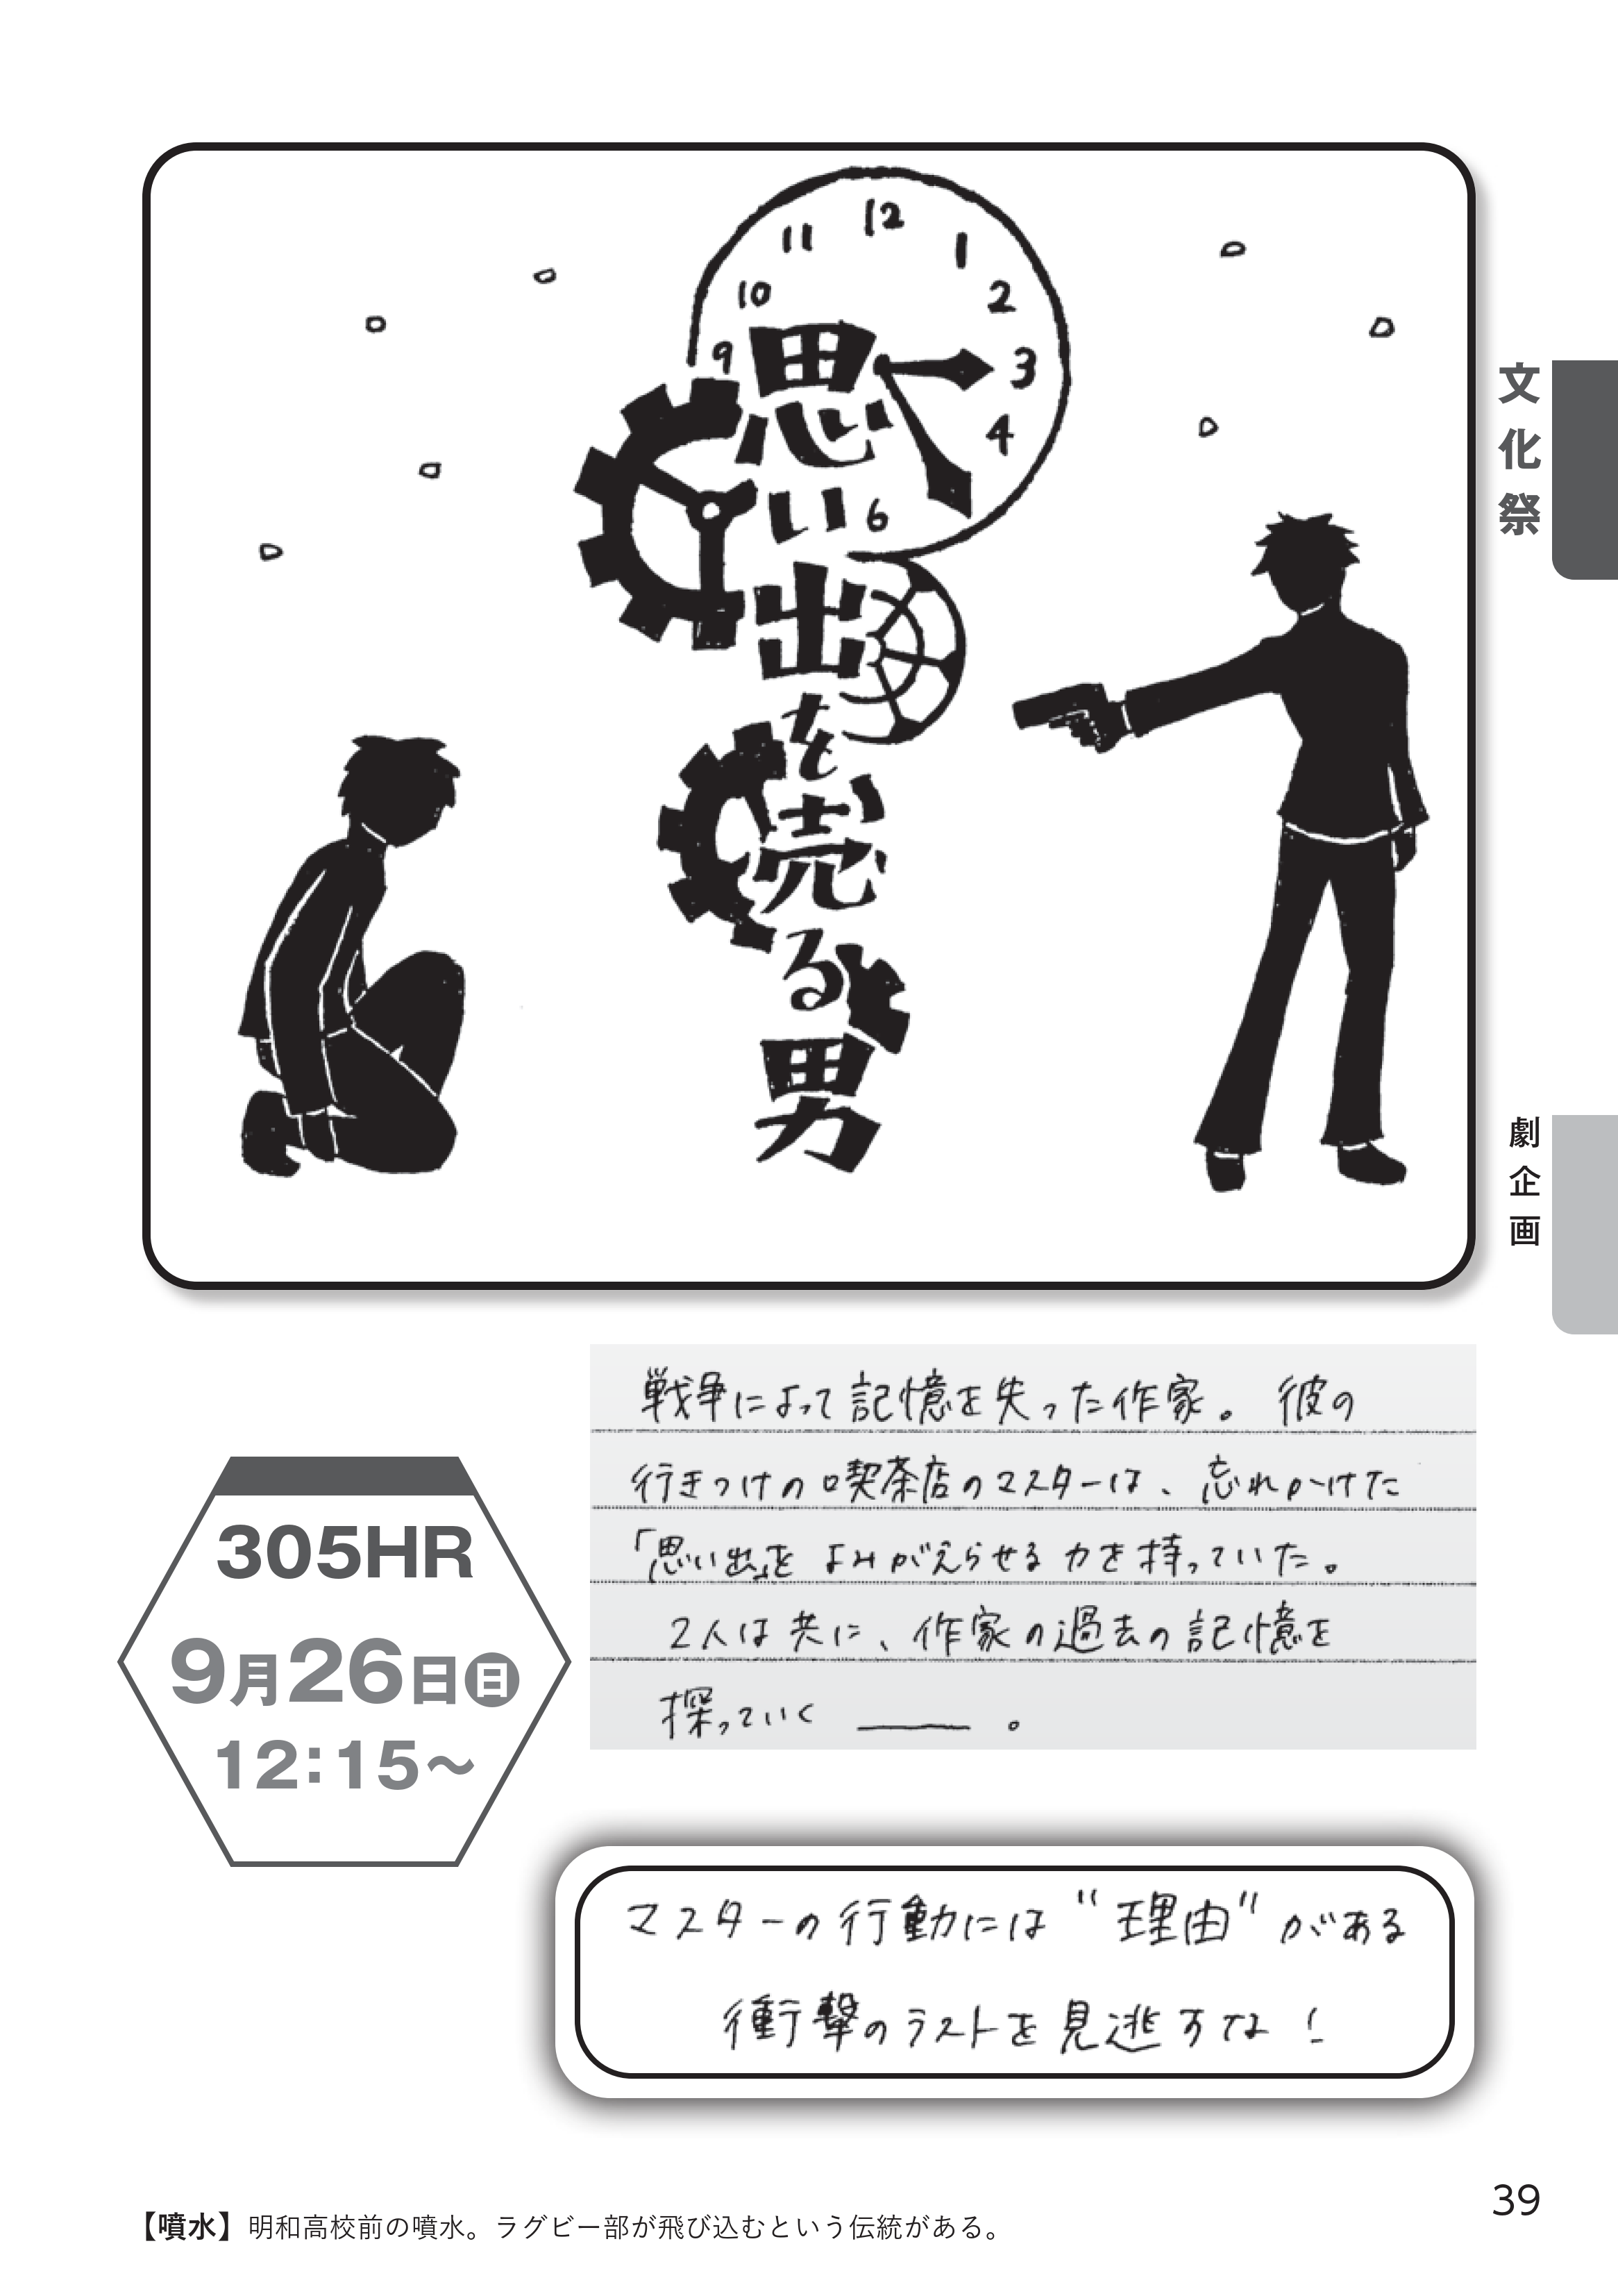 12
11
1
10
2
9
3
4
6
思い出を売る男
文化祭
劇企画
戦争によって記憶を失った作家。彼の
行きつけの喫茶店のマスターは、忘れかけた
「思い出」を よみがえらせる力を持っていた。
2人は共に、作家の過去の記憶を
探っていく ――― 。
305HR
9月26日㊐
12:15～
マスターの行動には“理由”がある
衝撃のラストを見逃すな!
【噴水】明和高校前の噴水。ラグビー部が飛び込むという伝統がある。
39